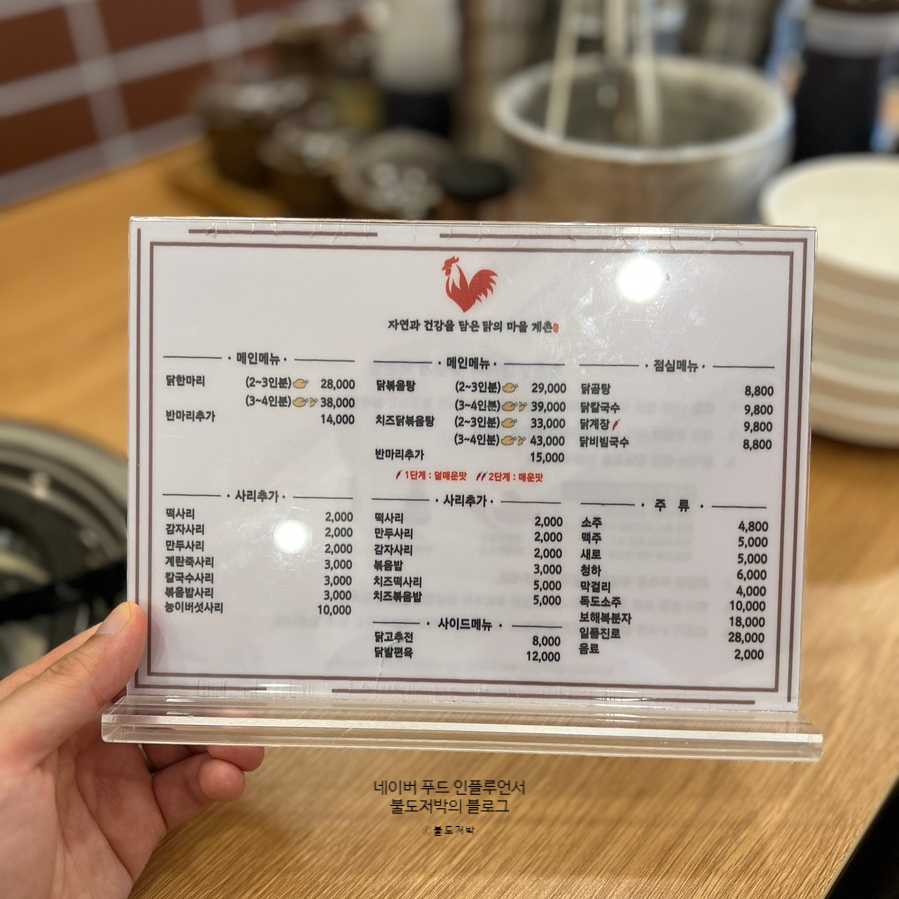 자연과 건강을 담은 닭의 마을 계촌
· 메인메뉴 ·
닭한마리 (2~3인분) 28,000
(3~4인분) 38,000
반마리추가 14,000
· 사리추가 ·
떡사리 2,000
감자사리 2,000
만두사리 2,000
계란죽사리 3,000
칼국수사리 3,000
볶음밥사리 3,000
능이버섯사리 10,000
· 메인메뉴 ·
닭볶음탕 (2~3인분) 29,000
(3~4인분) 39,000
치즈닭볶음탕 (2~3인분) 33,000
(3~4인분) 43,000
반마리추가 15,000
1단계 : 덜매운맛 2단계 : 매운맛
· 사리추가 ·
떡사리 2,000
만두사리 2,000
감자사리 2,000
볶음밥 3,000
치즈떡사리 5,000
치즈볶음밥 5,000
· 사이드메뉴 ·
닭고추전 8,000
닭발편육 12,000
· 점심메뉴 ·
닭곰탕 8,800
닭칼국수 9,800
닭계장 9,800
닭비빔국수 8,800
· 주 류 ·
소주 4,800
맥주 5,000
새로 5,000
청하 6,000
막걸리 4,000
독도소주 10,000
보해복분자 18,000
일품진로 28,000
음료 2,000
네이버 푸드 인플루언서
불도저박의 블로그
불도저박